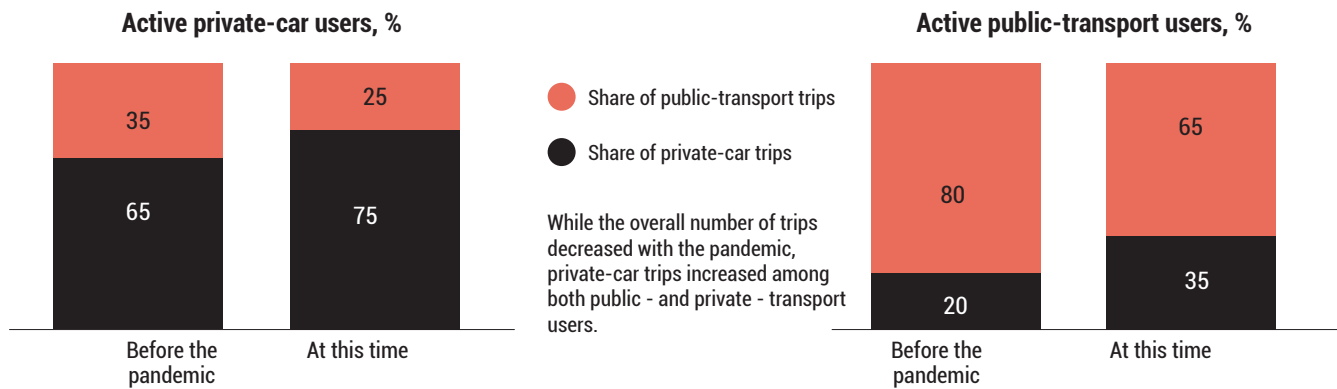 Active private-car users, %
35
65
25
75
Before the
pandemic
At this time
Share of public-transport trips
Share of private-car trips
While the overall number of trips
decreased with the pandemic,
private-car trips increased among
both public - and private - transport
users.
Active public-transport users, %
80
20
65
35
Before the
pandemic
At this time